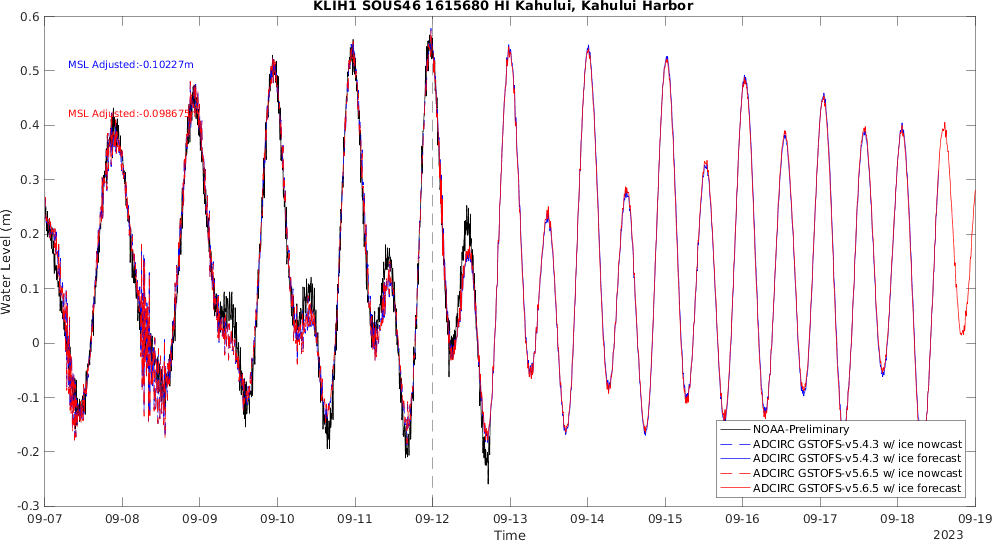 KLIH1 SOUS46 1615680 HI Kahului, Kahului Harbor
0.6
0.5
0.4
0.3
0.2
0.1
0
-0.1
-0.2
-0.3
Water Level (m)
MSL Adjusted:-0.10227m
MSL Adjusted:-0.098675
NOAA-Preliminary
ADCIRC GSTOFS-v5.4.3 w/ ice nowcast
ADCIRC GSTOFS-v5.4.3 w/ ice forecast
ADCIRC GSTOFS-v5.6.5 w/ ice nowcast
ADCIRC GSTOFS-v5.6.5 w/ ice forecast
09-07 09-08 09-09 09-10 09-11 09-12 09-13 09-14 09-15 09-16 09-17 09-18 09-19
Time
2023